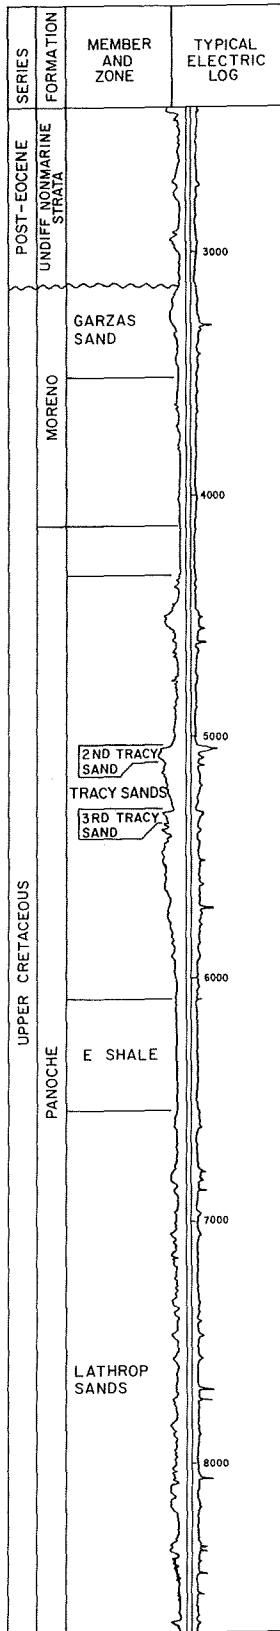 SERIES
FORMATION
MEMBER
AND
ZONE
TYPICAL
ELECTRIC
LOG
POST-EOCENE
UNDIFF NONMARINE
STRATA
3000
GARZAS
SAND
MORENO
4000
5000
2ND TRACY
SAND
TRACY SANDS
3RD TRACY
SAND
UPPER CRETACEOUS
6000
PANOCHE
E SHALE
7000
LATHROP
SANDS
8000